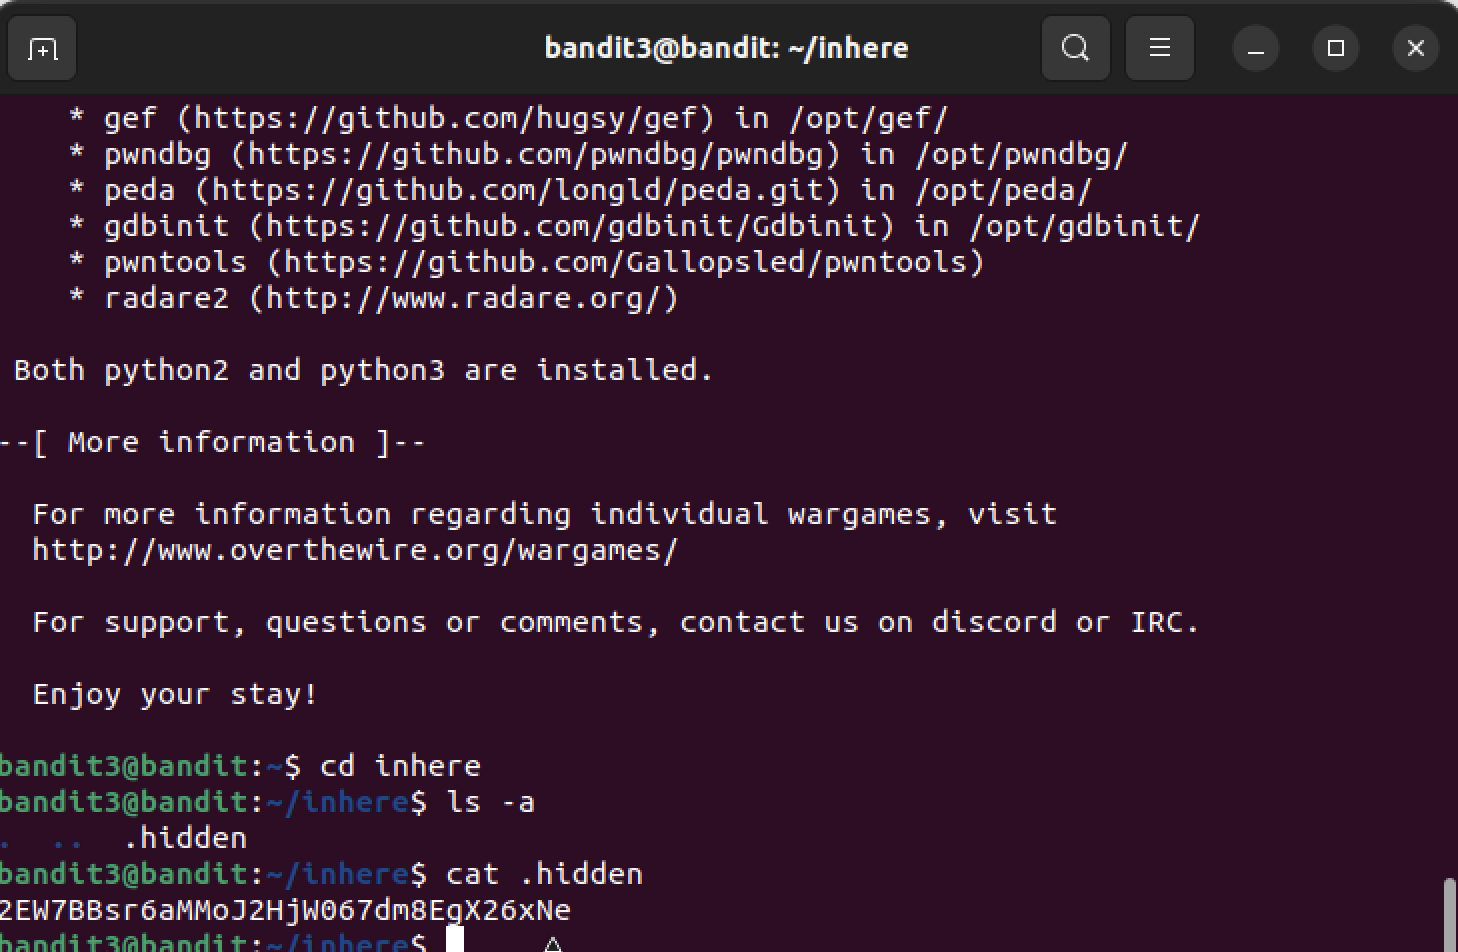 bandit3@bandit: ~/inhere
* gef (https://github.com/hugsy/gef) in /opt/gef/
* pwndbg (https://github.com/pwndbg/pwndbg) in /opt/pwndbg/
* peda (https://github.com/longld/peda.git) in /opt/peda/
* gdbinit (https://github.com/gdbinit/Gdbinit) in /opt/gdbinit/
* pwntools (https://github.com/Gallopsled/pwntools)
* radare2 (http://www.radare.org/)
Both python2 and python3 are installed.
--[ More information ]--
For more information regarding individual wargames, visit
http://www.overthewire.org/wargames/
For support, questions or comments, contact us on discord or IRC.
Enjoy your stay!
bandit3@bandit:~$ cd inhere
bandit3@bandit:~/inhere$ ls -a
.  ..  .hidden
bandit3@bandit:~/inhere$ cat .hidden
2EW7BBsr6aMMoJ2HjW067dm8EgX26xNe
bandit3@bandit:~/inhere$